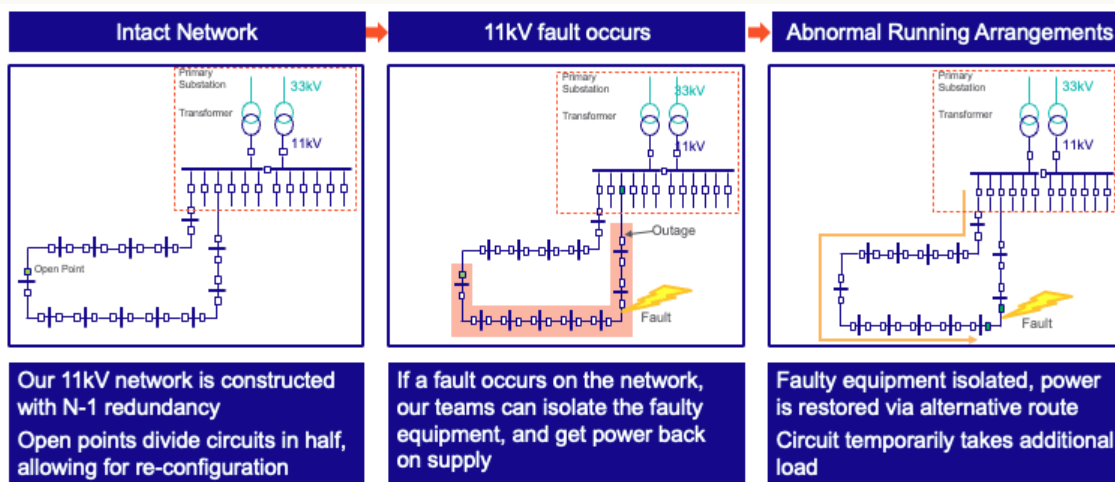 Intact Network
11kV fault occurs
Abnormal Running Arrangements
Primary
Substation
33kV
Transformer
11kV
Open Point
Primary
Substation
33kV
Transformer
11kV
Outage
Fault
Primary
Substation
33kV
Transformer
11kV
Fault
Our 11kV network is constructed
with N-1 redundancy
Open points divide circuits in half,
allowing for re-configuration
If a fault occurs on the network,
our teams can isolate the faulty
equipment, and get power back
on supply
Faulty equipment isolated, power
is restored via alternative route
Circuit temporarily takes additional
load